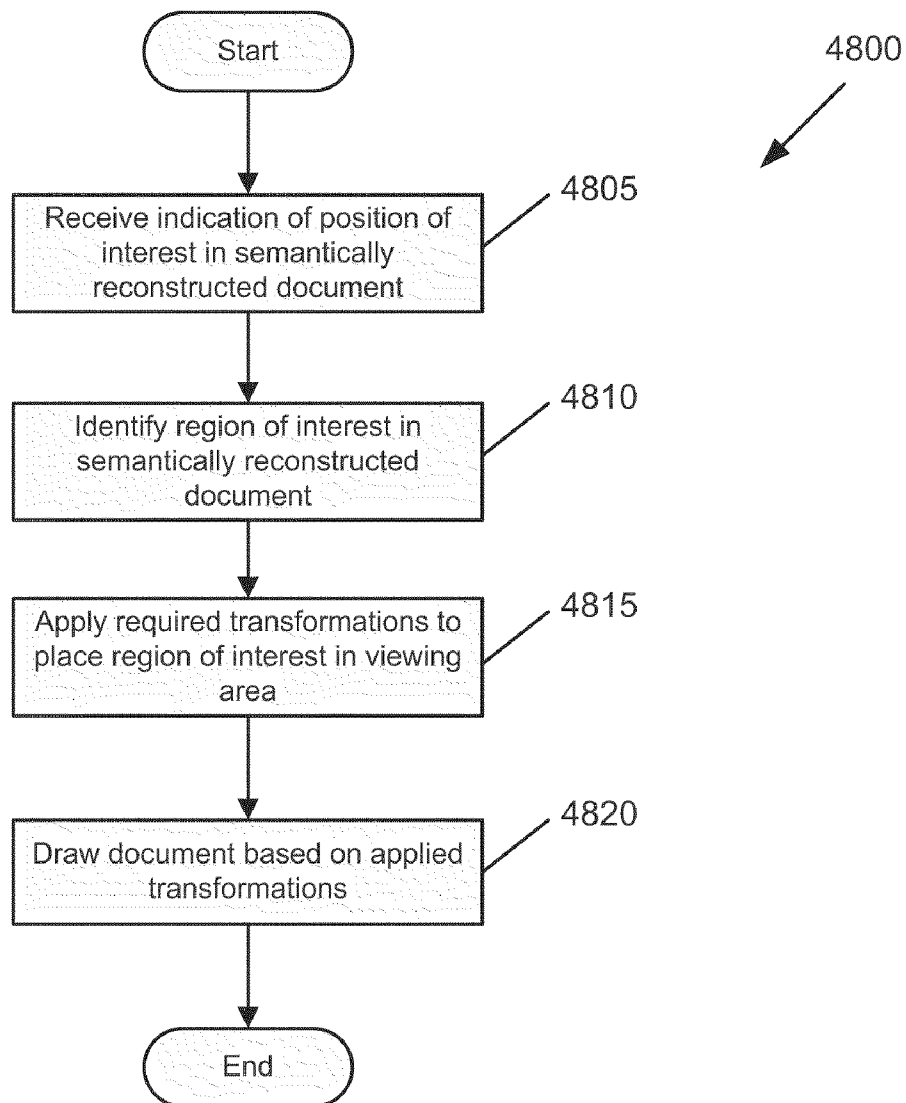 Start
4800
4805
Receive indication of position of
interest in semantically
reconstructed document
4810
Identify region of interest in
semantically reconstructed
document
4815
Apply required transformations to
place region of interest in viewing
area
4820
Draw document based on applied
transformations
End